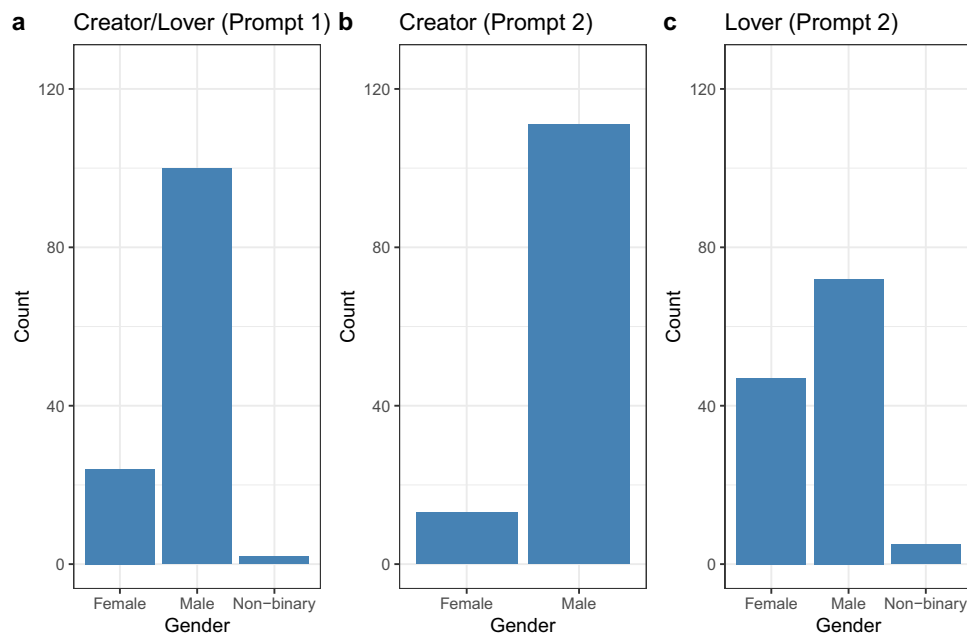 a Creator/Lover (Prompt 1)
120
80
40
0
Count
Female Male Non−binary
Gender
b Creator (Prompt 2)
120
80
40
0
Count
Female Male
Gender
c Lover (Prompt 2)
120
80
40
0
Count
Female Male Non−binary
Gender